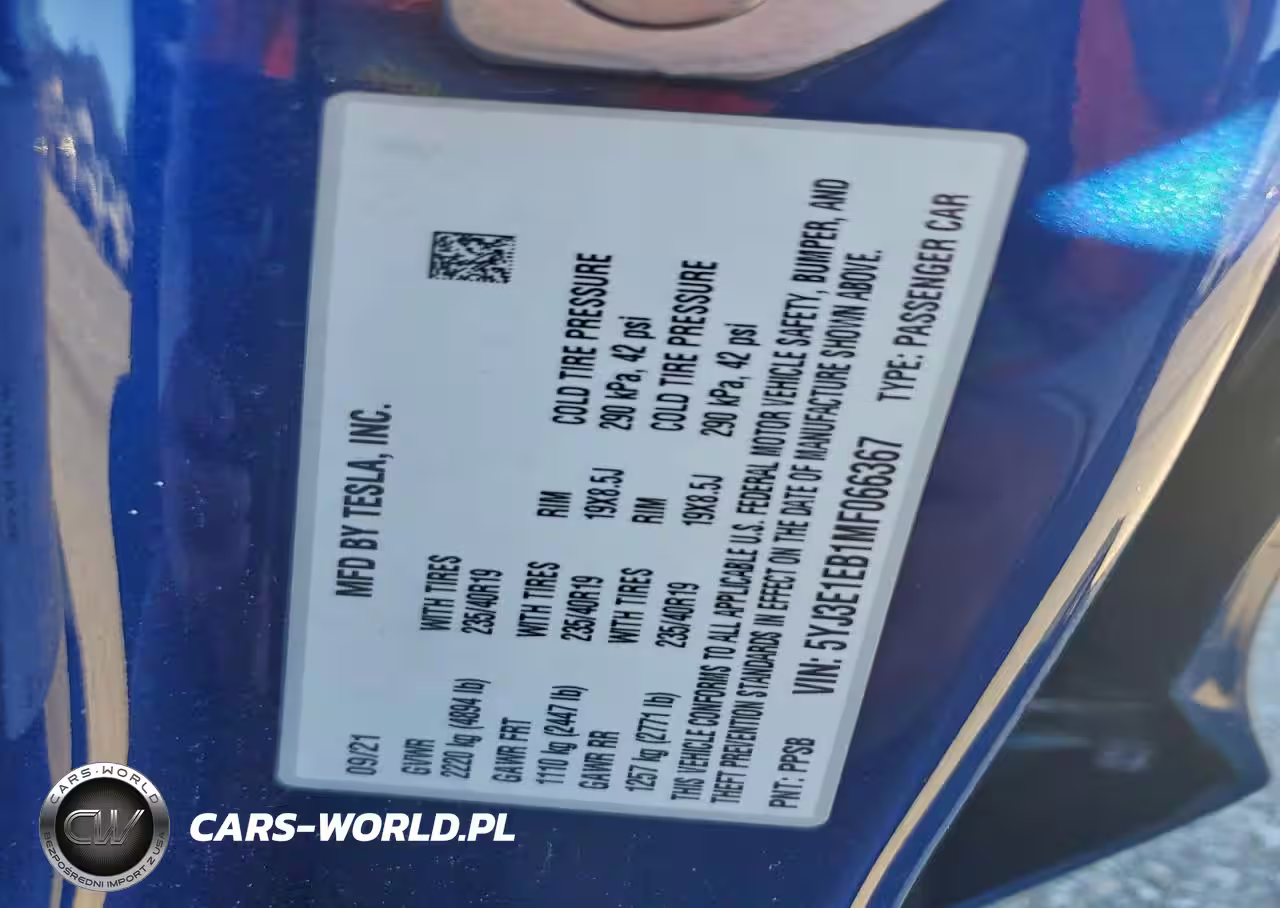 09/21 MFD BY TESLA, INC.
GVWR WITH TIRES
2220 kg (4894 lb) 235/40R19
GAWR FRT WITH TIRES RIM COLD TIRE PRESSURE
1110 kg (2447 lb) 235/40R19 19X8.5J 290 kPa, 42 psi
GAWR RR WITH TIRES RIM COLD TIRE PRESSURE
1257 kg (2771 lb) 235/40R19 19X8.5J 290 kPa, 42 psi
THIS VEHICLE CONFORMS TO ALL APPLICABLE U.S. FEDERAL MOTOR VEHICLE SAFETY, BUMPER, AND
THEFT PREVENTION STANDARDS IN EFFECT ON THE DATE OF MANUFACTURE SHOWN ABOVE.
PNT: PPSB VIN: 5YJ3E1EB1MF066367 TYPE: PASSENGER CAR
CARS-WORLD
CW
BEZPOŚREDNI IMPORT Z USA
CARS-WORLD.PL